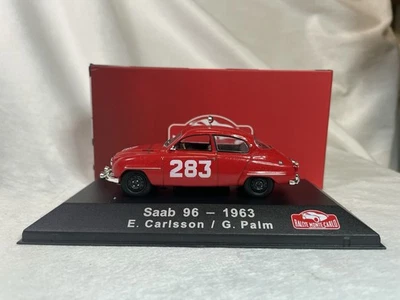 283
Saab 96 – 1963
E. Carlsson / G. Palm
RALLYE MONTE-CARLO